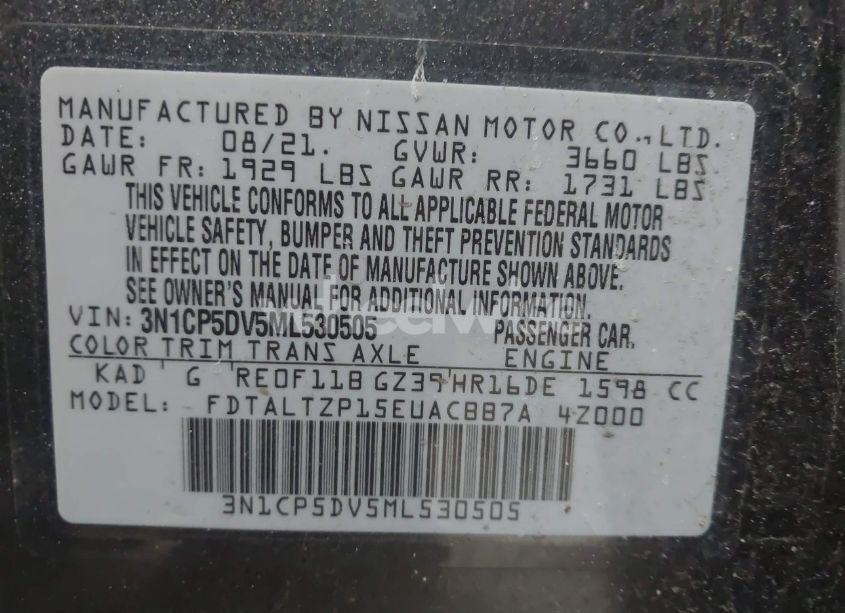 MANUFACTURED BY NISSAN MOTOR CO., LTD.
DATE: 08/21. GVWR: 3660 LBS
GAWR FR: 1929 LBS GAWR RR: 1731 LBS
THIS VEHICLE CONFORMS TO ALL APPLICABLE FEDERAL MOTOR
VEHICLE SAFETY, BUMPER AND THEFT PREVENTION STANDARDS
IN EFFECT ON THE DATE OF MANUFACTURE SHOWN ABOVE.
SEE OWNER'S MANUAL FOR ADDITIONAL INFORMATION.
VIN: 3N1CP5DV5ML530505 PASSENGER CAR.
COLOR TRIM TRANS AXLE ENGINE
KAD G RE0F11B GZ39 HR16DE 1598 CC
MODEL: FDTALTZP15EUACBB7A 4Z000
3N1CP5DV5ML530505